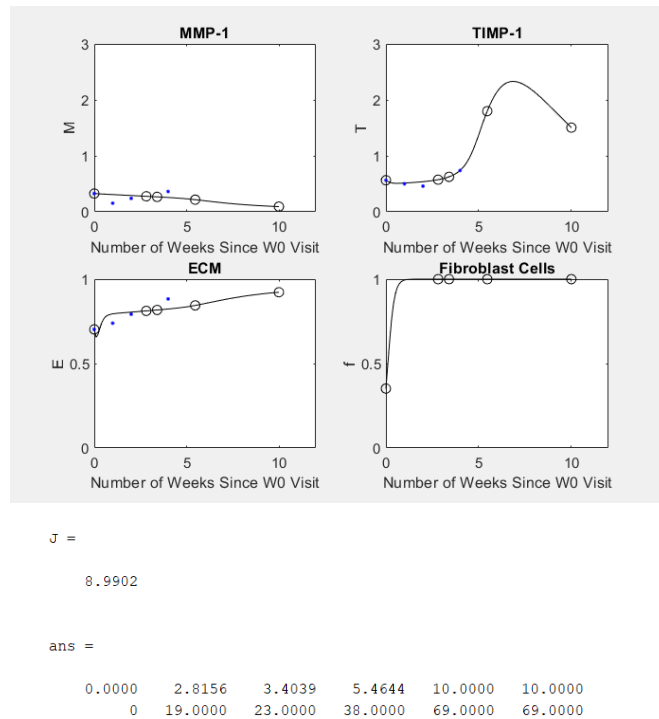 MMP-1
TIMP-1
3
2
1
0
M
0 5 10
Number of Weeks Since W0 Visit
3
2
1
0
T
0 5 10
Number of Weeks Since W0 Visit
ECM
Fibroblast Cells
1
0.5
0
E
0 5 10
Number of Weeks Since W0 Visit
1
0.5
0
f
0 5 10
Number of Weeks Since W0 Visit
J =
8.9902
ans =
0.0000 2.8156 3.4039 5.4644 10.0000 10.0000
0 19.0000 23.0000 38.0000 69.0000 69.0000